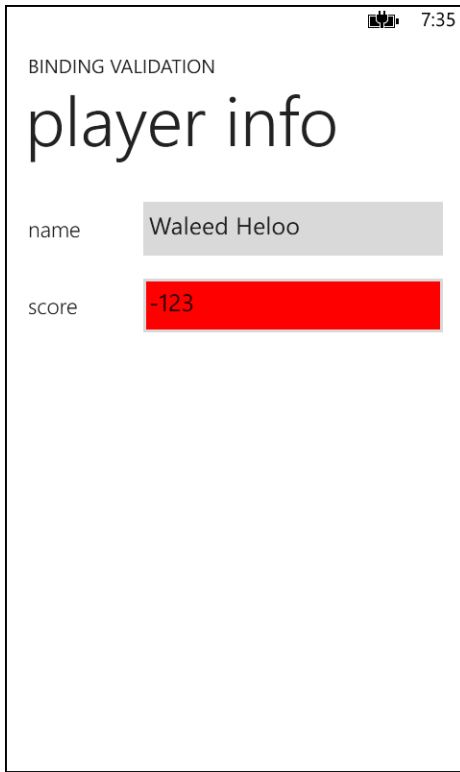 7:35
BINDING VALIDATION
player info
name Waleed Heloo
score -123